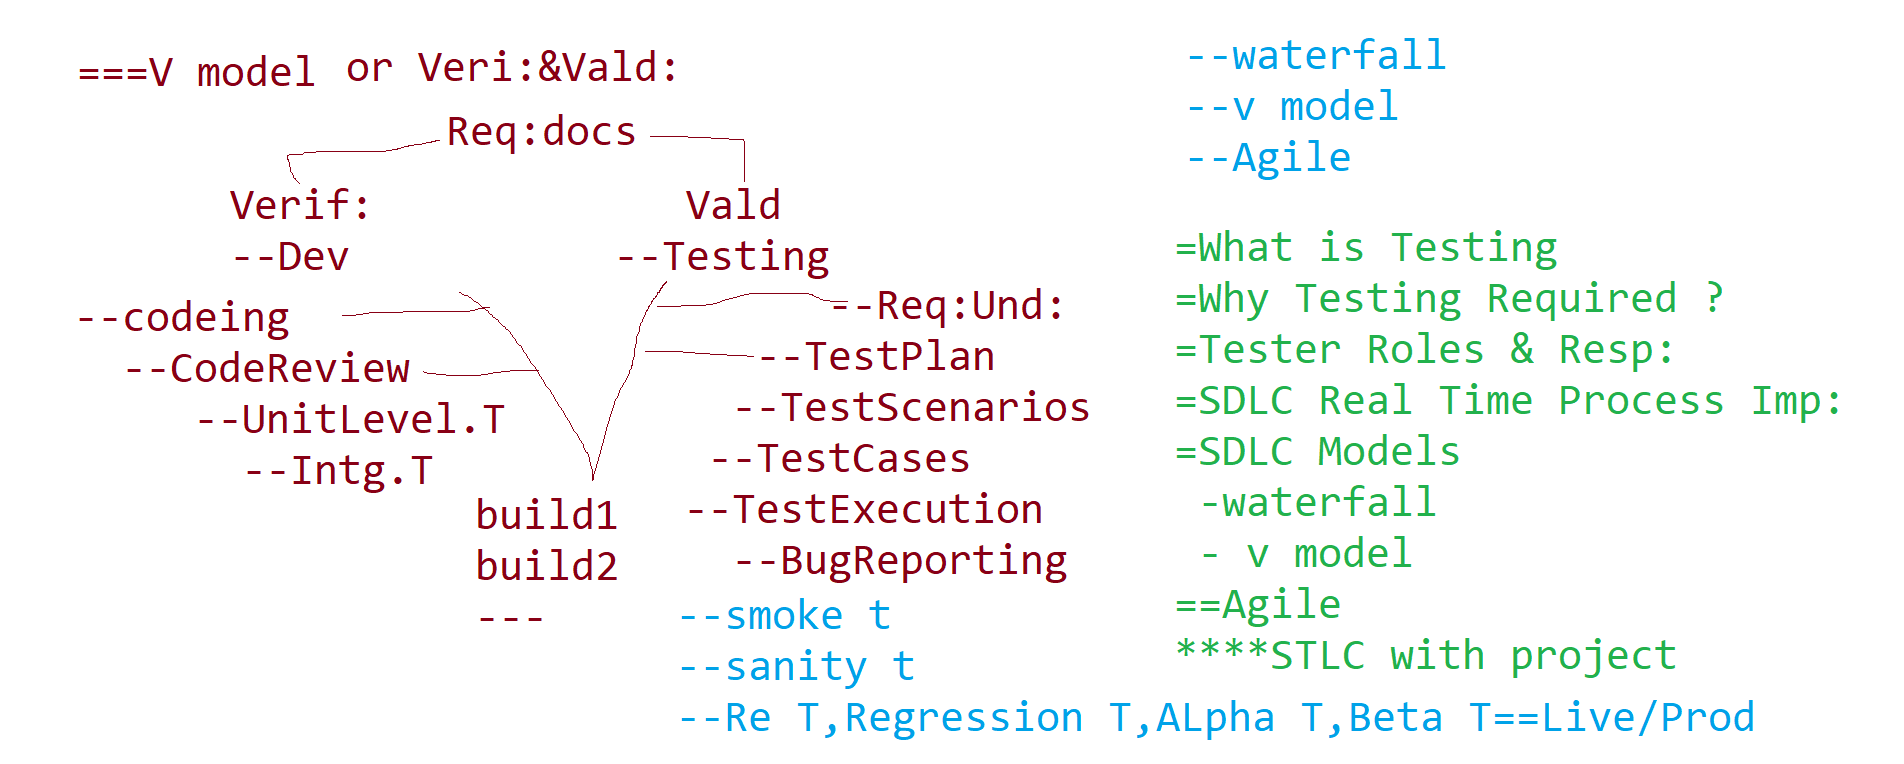 ===V model or Veri:&Vald:
Req:docs
Verif:
--Dev
--codeing
--CodeReview
--UnitLevel.T
--Intg.T
build1
build2
---
Vald
--Testing
--Req:Und:
--TestPlan
--TestScenarios
--TestCases
--TestExecution
--BugReporting
--smoke t
--sanity t
--Re T,Regression T,ALpha T,Beta T==Live/Prod
--waterfall
--v model
--Agile
=What is Testing
=Why Testing Required ?
=Tester Roles & Resp:
=SDLC Real Time Process Imp:
=SDLC Models
-waterfall
- v model
==Agile
****STLC with project